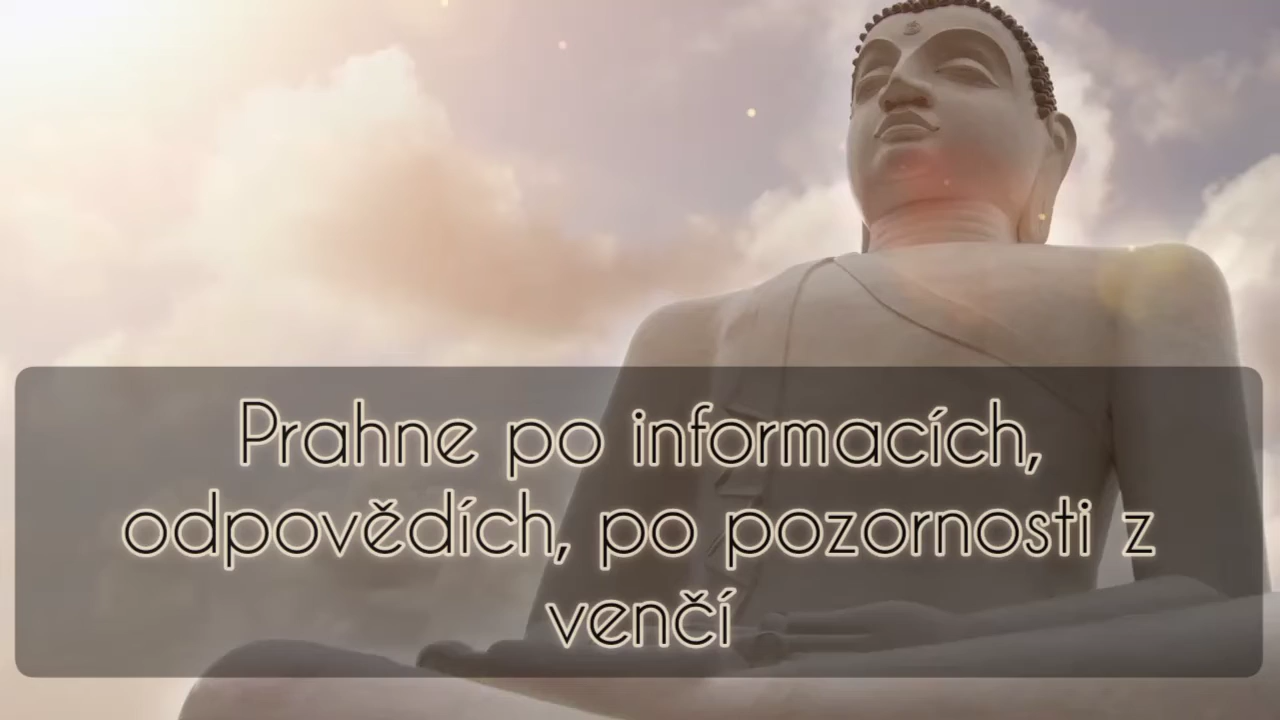 Prahne po informacích,
odpovědích, po pozornosti z
venčí